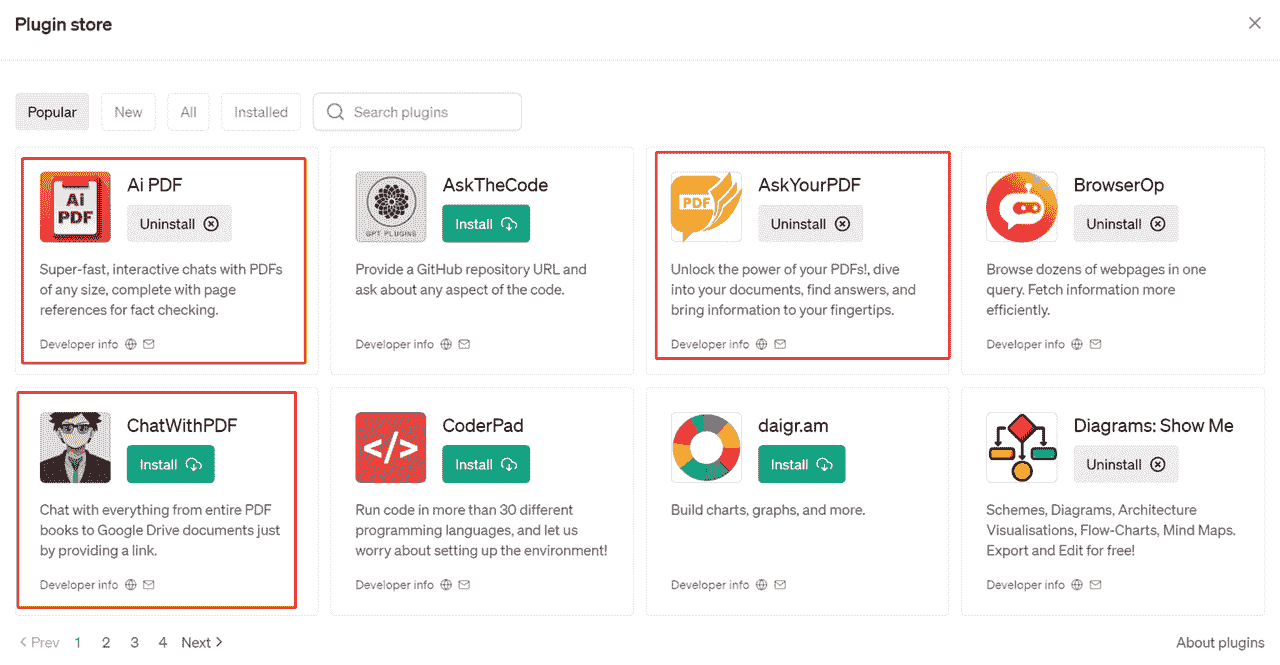 Plugin store
Popular
New
All
Installed
Search plugins
Ai
PDF
Ai PDF
Uninstall
Super-fast, interactive chats with PDFs
of any size, complete with page
references for fact checking.
Developer info
GPT PLUGINS
AskTheCode
Install
Provide a GitHub repository URL and
ask about any aspect of the code.
Developer info
PDF
AskYourPDF
Uninstall
Unlock the power of your PDFs!, dive
into your documents, find answers, and
bring information to your fingertips.
Developer info
BrowserOp
Uninstall
Browse dozens of webpages in one
query. Fetch information more
efficiently.
Developer info
ChatWithPDF
Install
Chat with everything from entire PDF
books to Google Drive documents just
by providing a link.
Developer info
</>
CoderPad
Install
Run code in more than 30 different
programming languages, and let us
worry about setting up the environment!
Developer info
daigr.am
Install
Build charts, graphs, and more.
Developer info
Diagrams: Show Me
Uninstall
Schemes, Diagrams, Architecture
Visualisations, Flow-Charts, Mind Maps.
Export and Edit for free!
Developer info
Prev 1 2 3 4 Next
About plugins